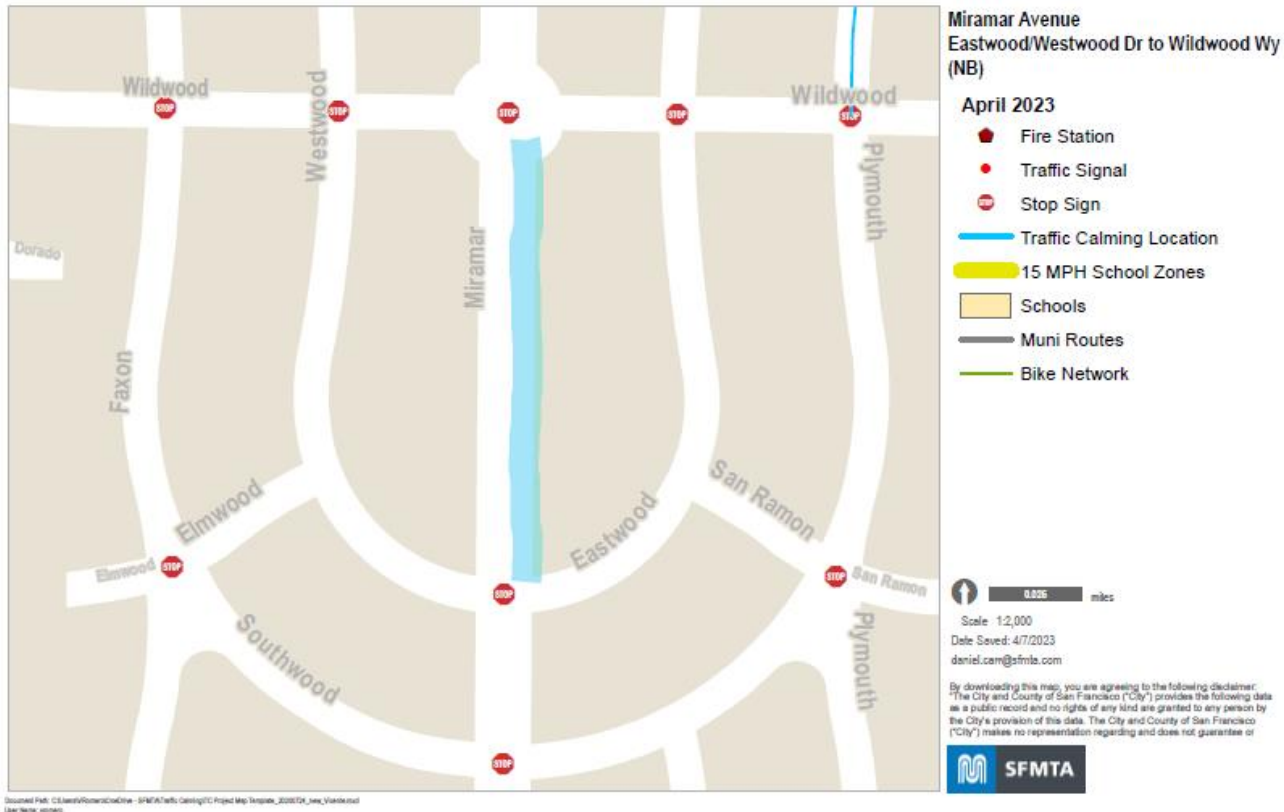 Miramar Avenue
Eastwood/Westwood Dr to Wildwood Wy
(NB)
April 2023
Fire Station
Traffic Signal
STOP Stop Sign
Traffic Calming Location
15 MPH School Zones
Schools
Muni Routes
Bike Network
Wildwood
Westwood
Wildwood
STOP
STOP
STOP
STOP
STOP
Plymouth
Dorado
Miramar
Faxon
San Ramon
Elmwood
Eastwood
Elmwood
STOP
STOP
San Ramon
STOP
Southwood
Plymouth
STOP
0.025 miles
Scale 1:2,000
Date Saved: 4/7/2023
By downloading this map, you are agreeing to the following disclaimer:
"The City and County of San Francisco ("City") provides the following data
as a public record and no rights of any kind are granted to any person by
the City's provision of this data. The City and County of San Francisco
("City") makes no representation regarding and does not guarantee or
SFMTA